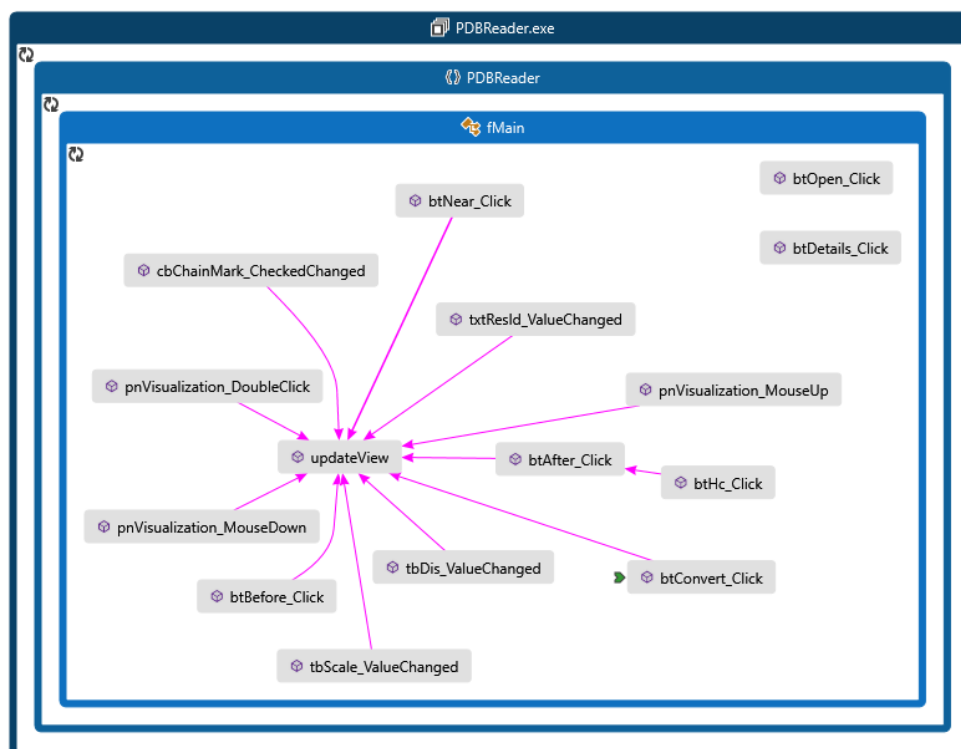 PDBReader.exe
PDBReader
fMain
btOpen_Click
btNear_Click
btDetails_Click
cbChainMark_CheckedChanged
txtResId_ValueChanged
pnVisualization_DoubleClick
pnVisualization_MouseUp
updateView
btAfter_Click
btHc_Click
pnVisualization_MouseDown
tbDis_ValueChanged
btConvert_Click
btBefore_Click
tbScale_ValueChanged